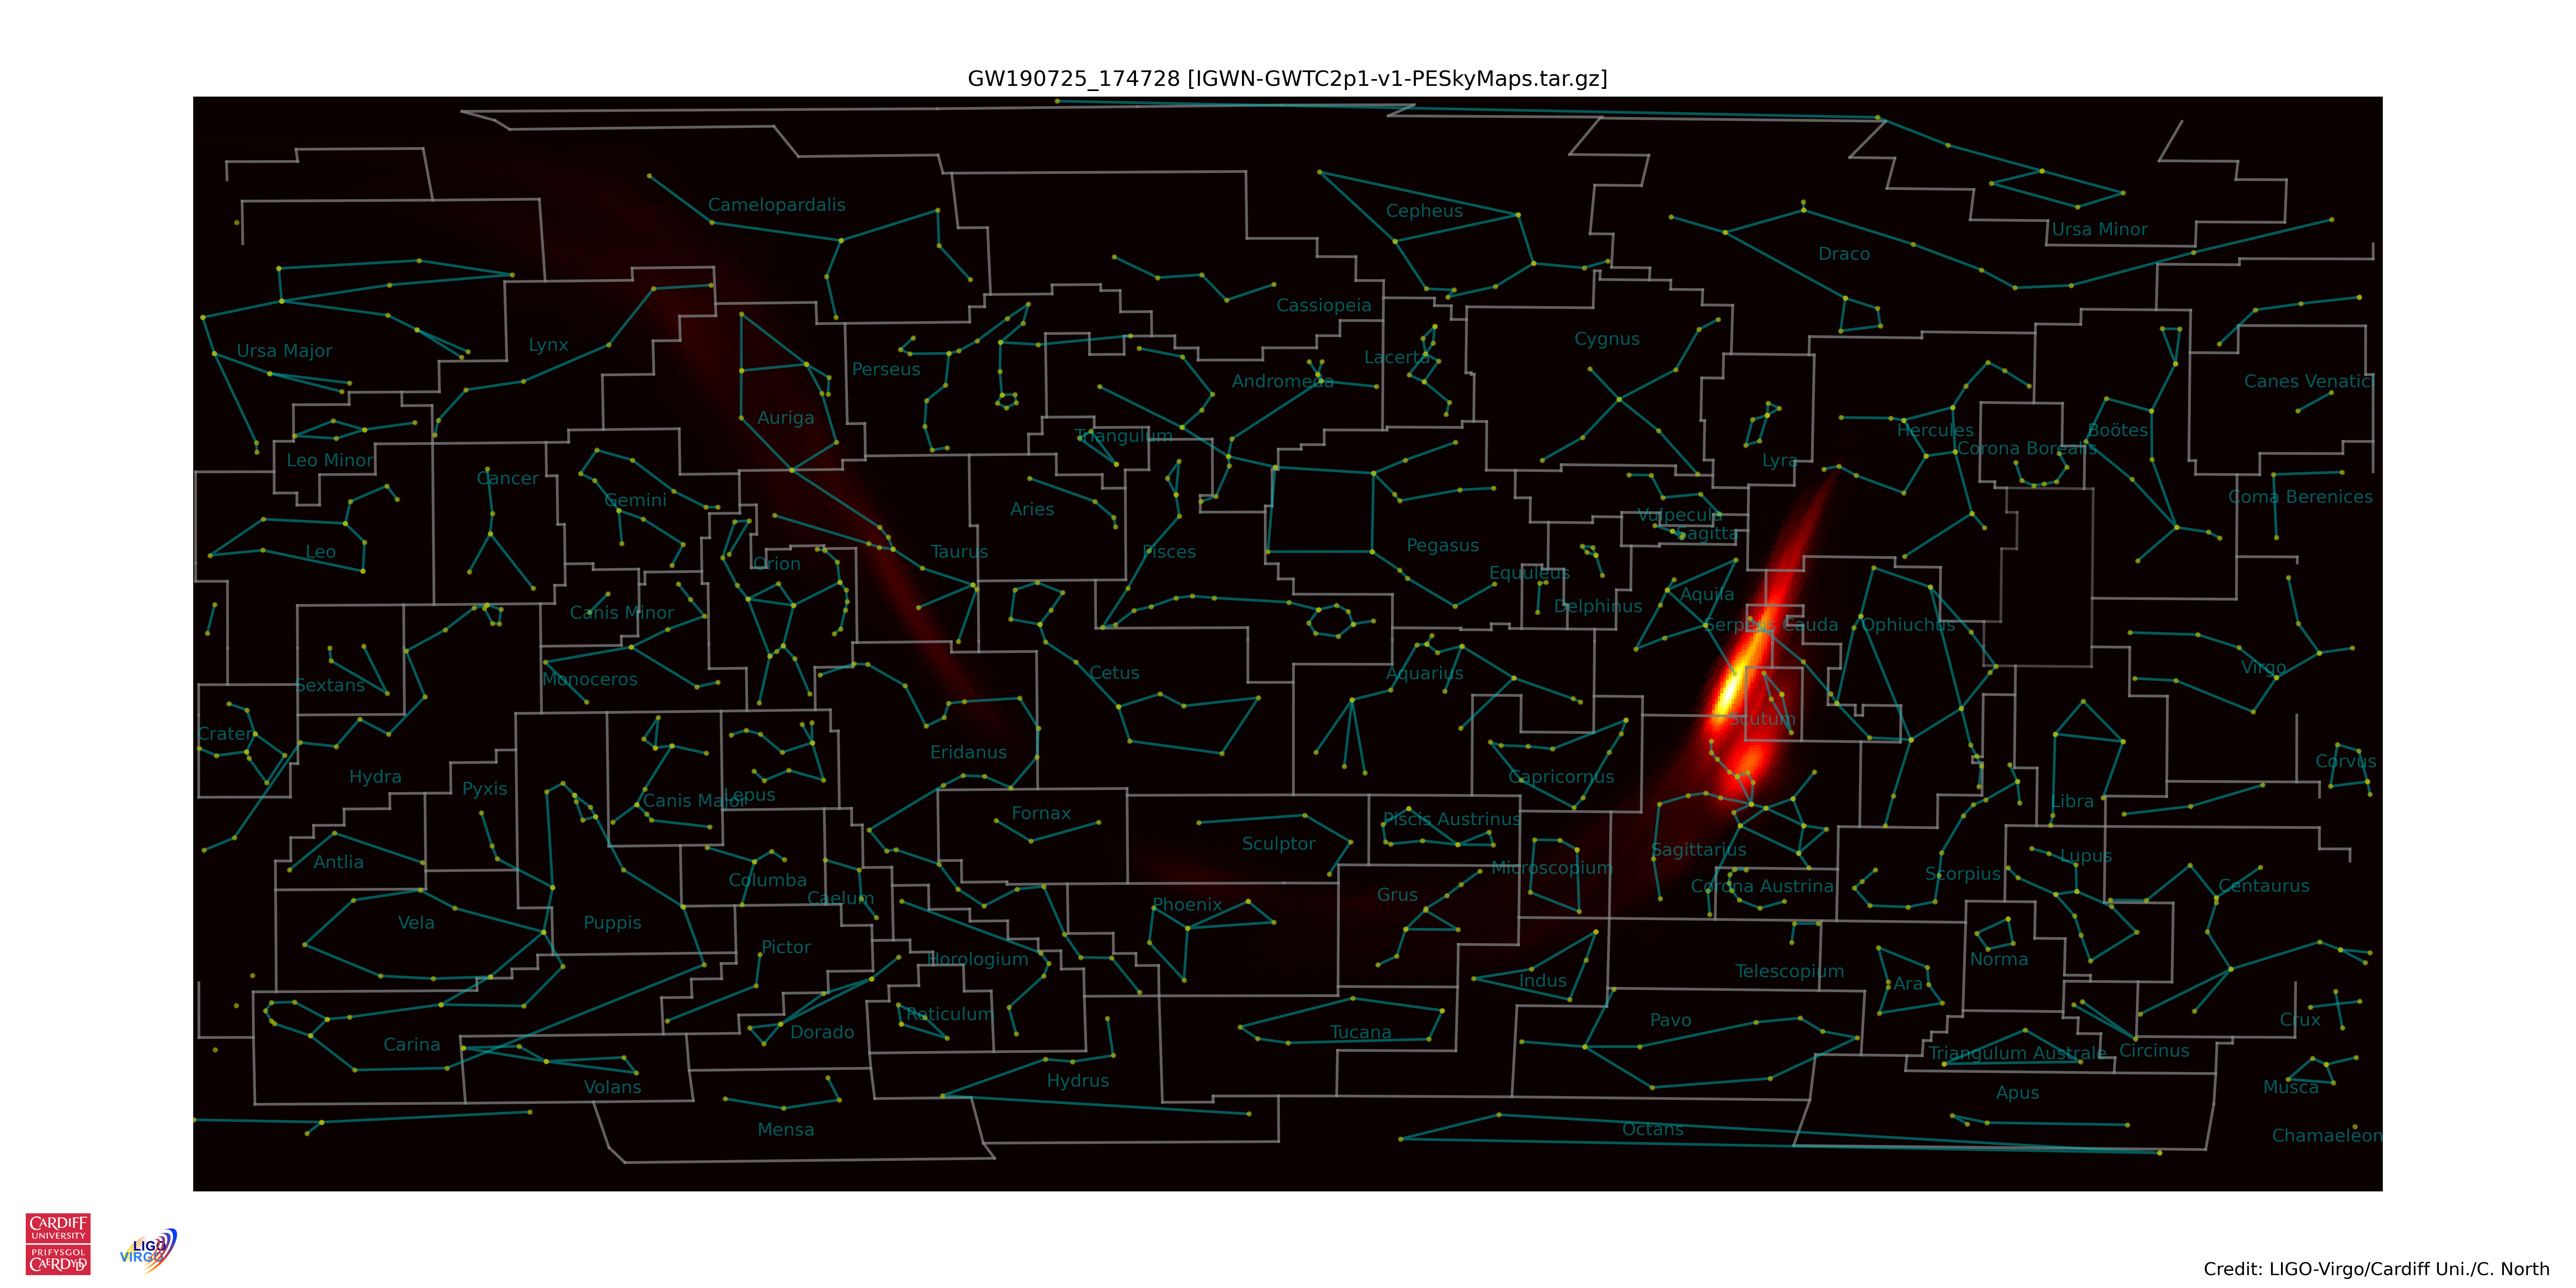 GW190725_174728 [IGWN-GWTC2p1-v1-PESkyMaps.tar.gz]
Camelopardalis
Cepheus
Ursa Minor
Draco
Cassiopeia
Cygnus
Lynx
Ursa Major
Lacerta
Perseus
Andromeda
Canes Venatici
Auriga
Hercules
Boötes
Triangulum
Corona Borealis
Leo Minor
Lyra
Cancer
Gemini
Coma Berenices
Aries
Vulpecula
Sagitta
Leo
Taurus
Pisces
Pegasus
Orion
Equuleus
Aquila
Delphinus
Canis Minor
Serpens Cauda
Ophiuchus
Virgo
Cetus
Aquarius
Monoceros
Sextans
Scutum
Crater
Eridanus
Corvus
Hydra
Capricornus
Pyxis
Lepus
Canis Major
Libra
Fornax
Piscis Austrinus
Sculptor
Sagittarius
Lupus
Antlia
Microscopium
Scorpius
Columba
Corona Austrina
Centaurus
Grus
Caelum
Phoenix
Vela
Puppis
Pictor
Horologium
Norma
Telescopium
Indus
Ara
Reticulum
Pavo
Crux
Dorado
Tucana
Carina
Circinus
Triangulum Australe
Hydrus
Volans
Musca
Apus
Mensa
Octans
Chamaeleon
CARDIFF
UNIVERSITY
PRIFYSGOL
CAERDYDD
LIGO
VIRGO
Credit: LIGO-Virgo/Cardiff Uni./C. North